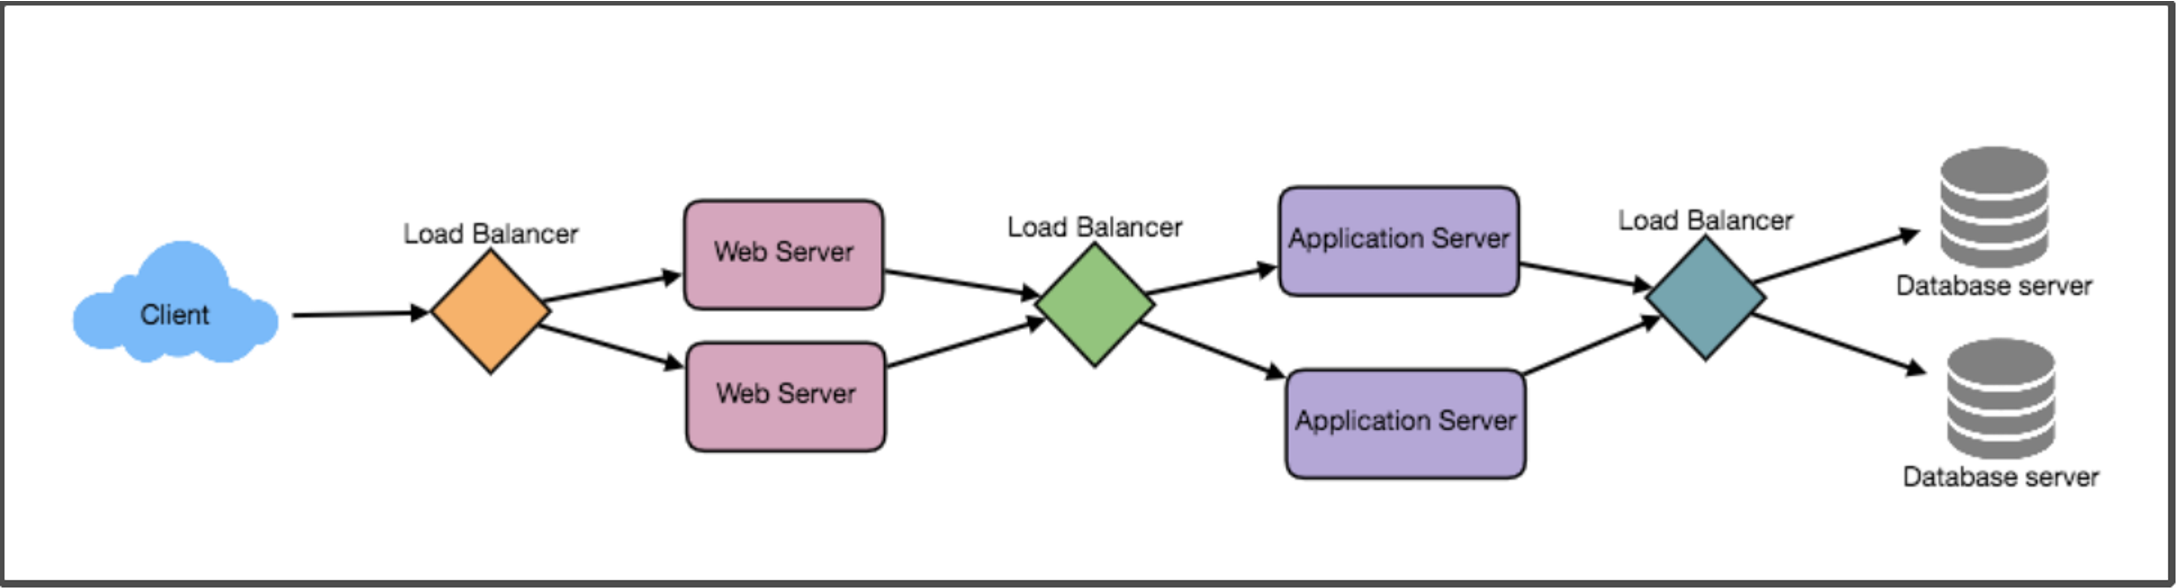 Client
Load Balancer
Web Server
Web Server
Load Balancer
Application Server
Application Server
Load Balancer
Database server
Database server